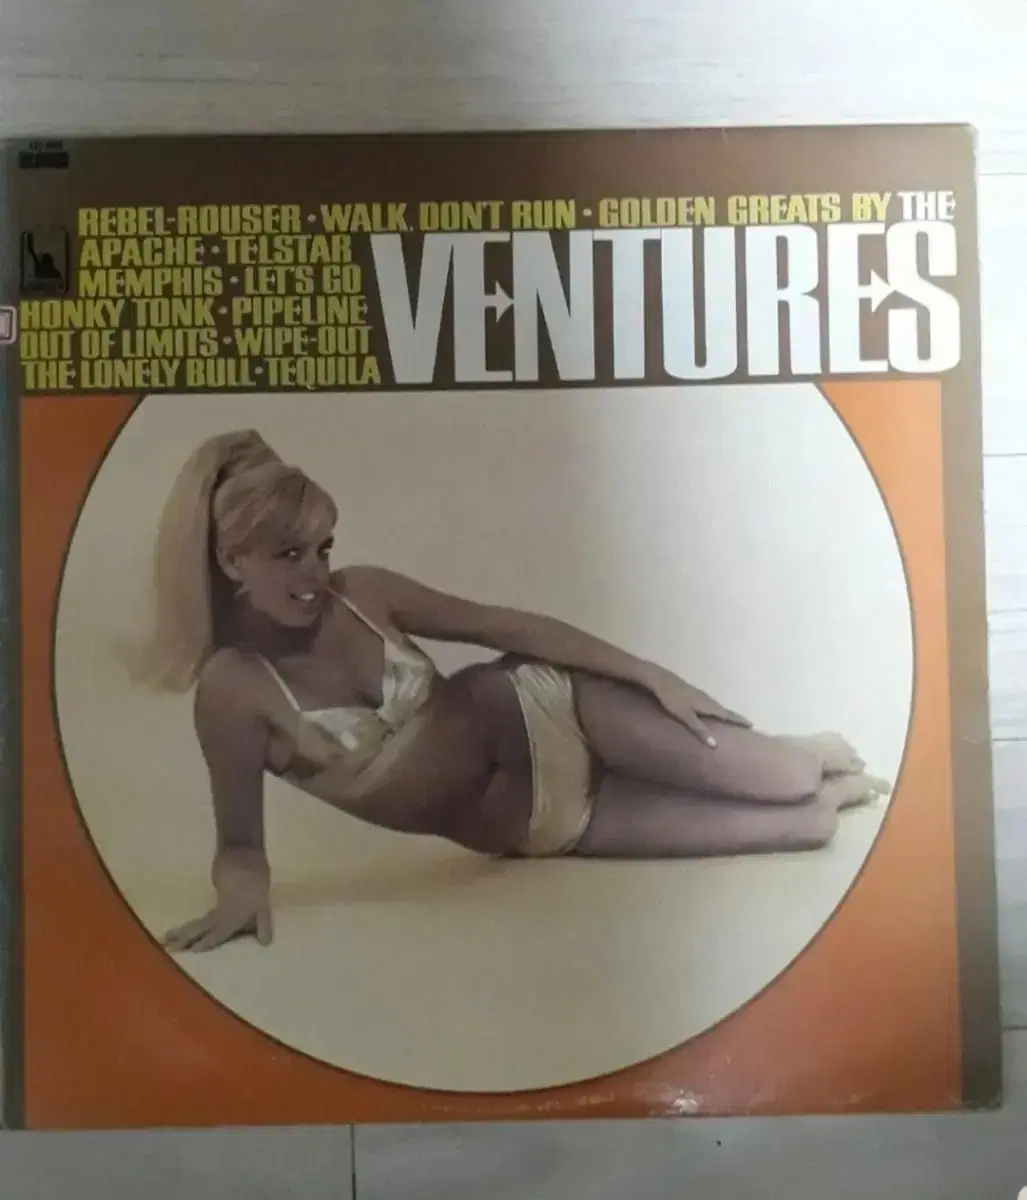 REBEL-ROUSER • WALK, DON'T RUN • GOLDEN GREATS BY THE
APACHE • TELSTAR
MEMPHIS • LET'S GO
HONKY TONK • PIPELINE
OUT OF LIMITS • WIPE-OUT
THE LONELY BULL • TEQUILA
VENTURES